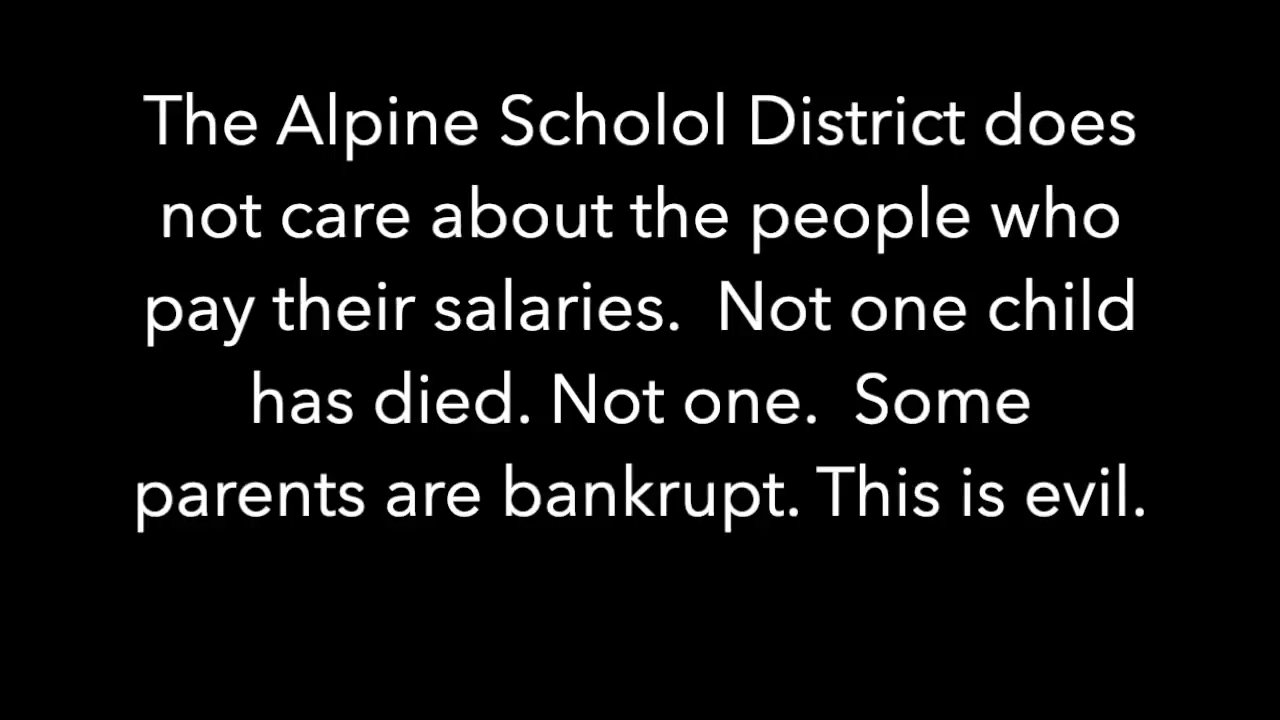 The Alpine Scholol District does
not care about the people who
pay their salaries.  Not one child
has died. Not one.  Some
parents are bankrupt. This is evil.